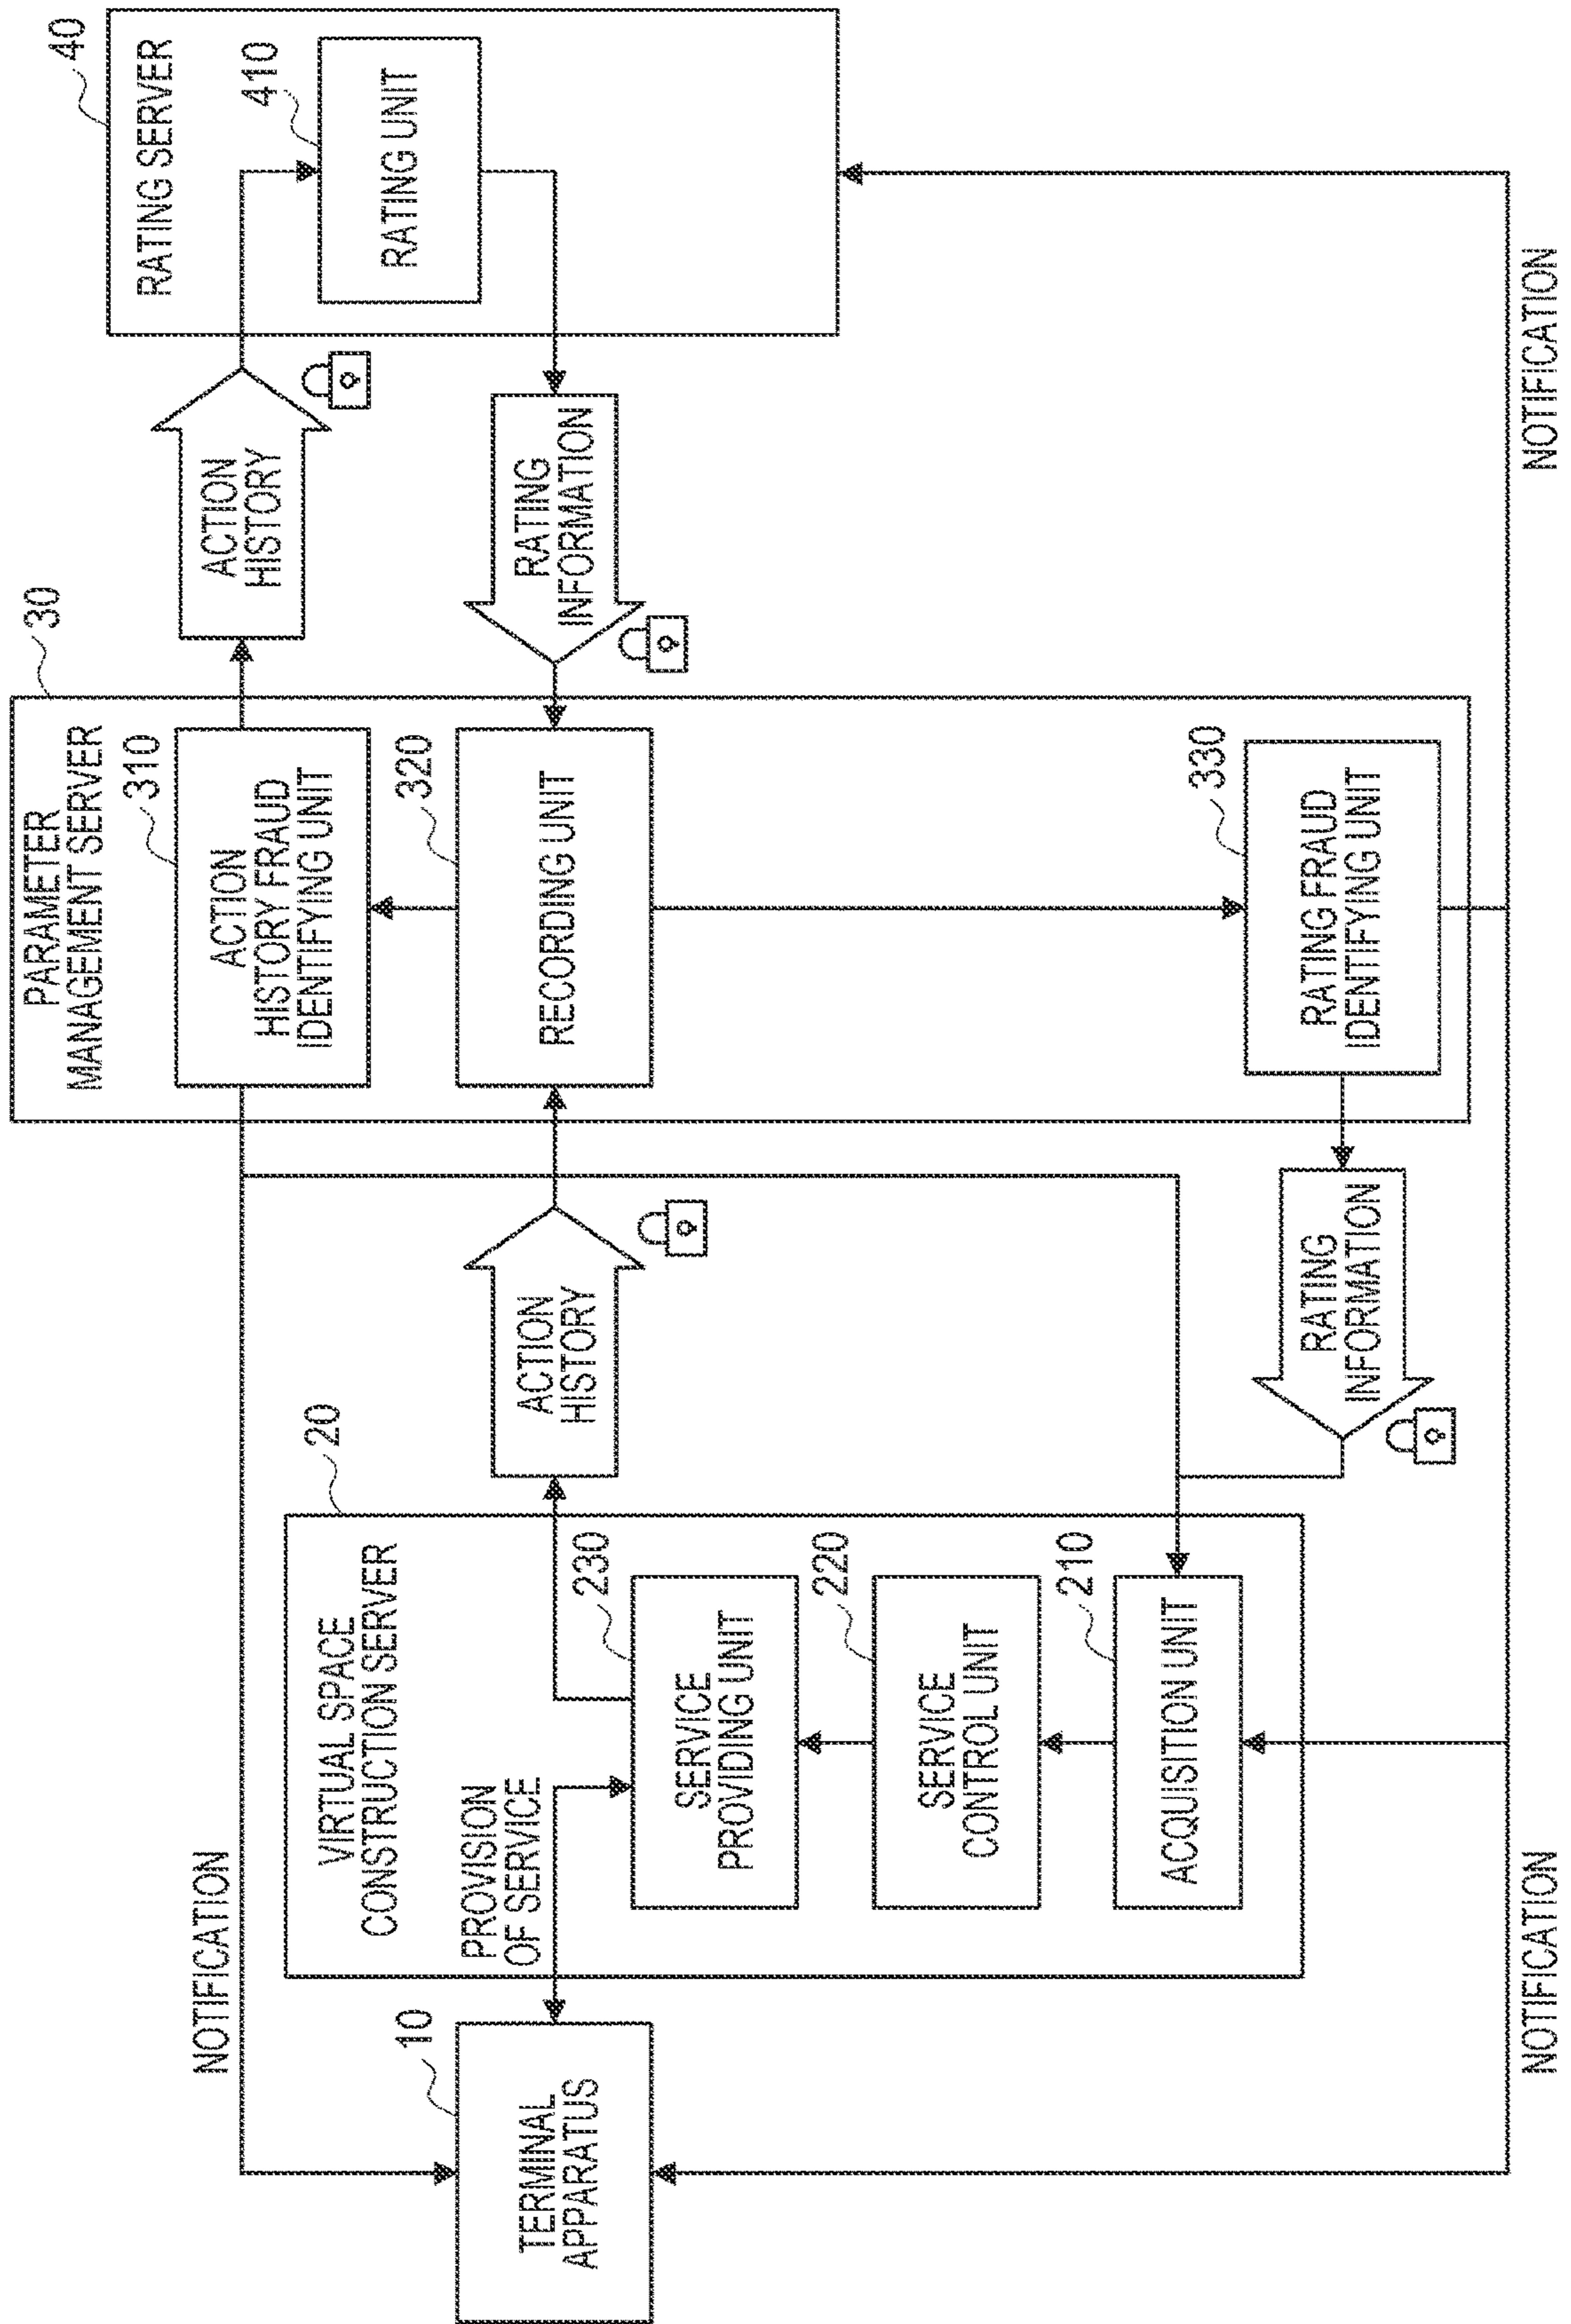 NOTIFICATION
10
TERMINAL
APPARATUS
VIRTUAL SPACE
CONSTRUCTION SERVER
20
PROVISION
OF SERVICE
230
SERVICE
PROVIDING UNIT
220
SERVICE
CONTROL UNIT
210
ACQUISITION UNIT
ACTION
HISTORY
RATING
INFORMATION
NOTIFICATION
PARAMETER
MANAGEMENT SERVER
30
310
ACTION
HISTORY FRAUD
IDENTIFYING UNIT
320
RECORDING UNIT
330
RATING FRAUD
IDENTIFYING UNIT
ACTION
HISTORY
RATING
INFORMATION
RATING SERVER
40
410
RATING UNIT
NOTIFICATION